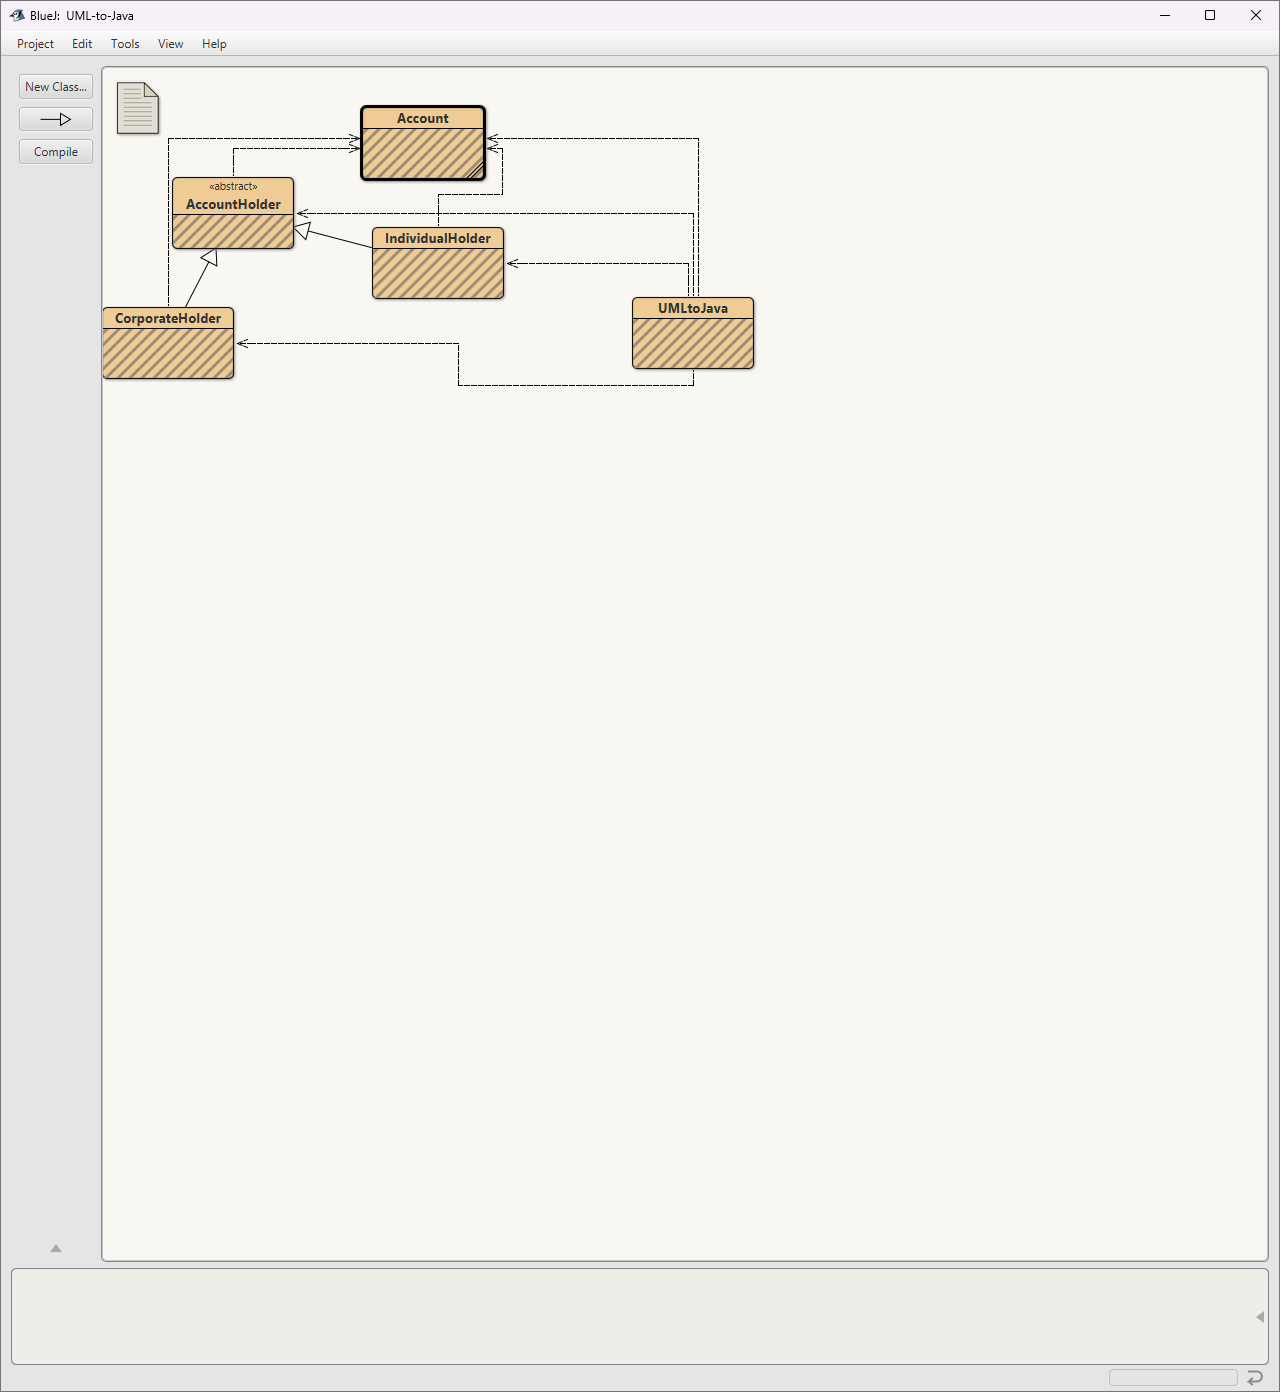 BlueJ:  UML-to-Java
Project Edit Tools View Help
New Class...
Compile
Account
«abstract»
AccountHolder
IndividualHolder
UMLtoJava
CorporateHolder